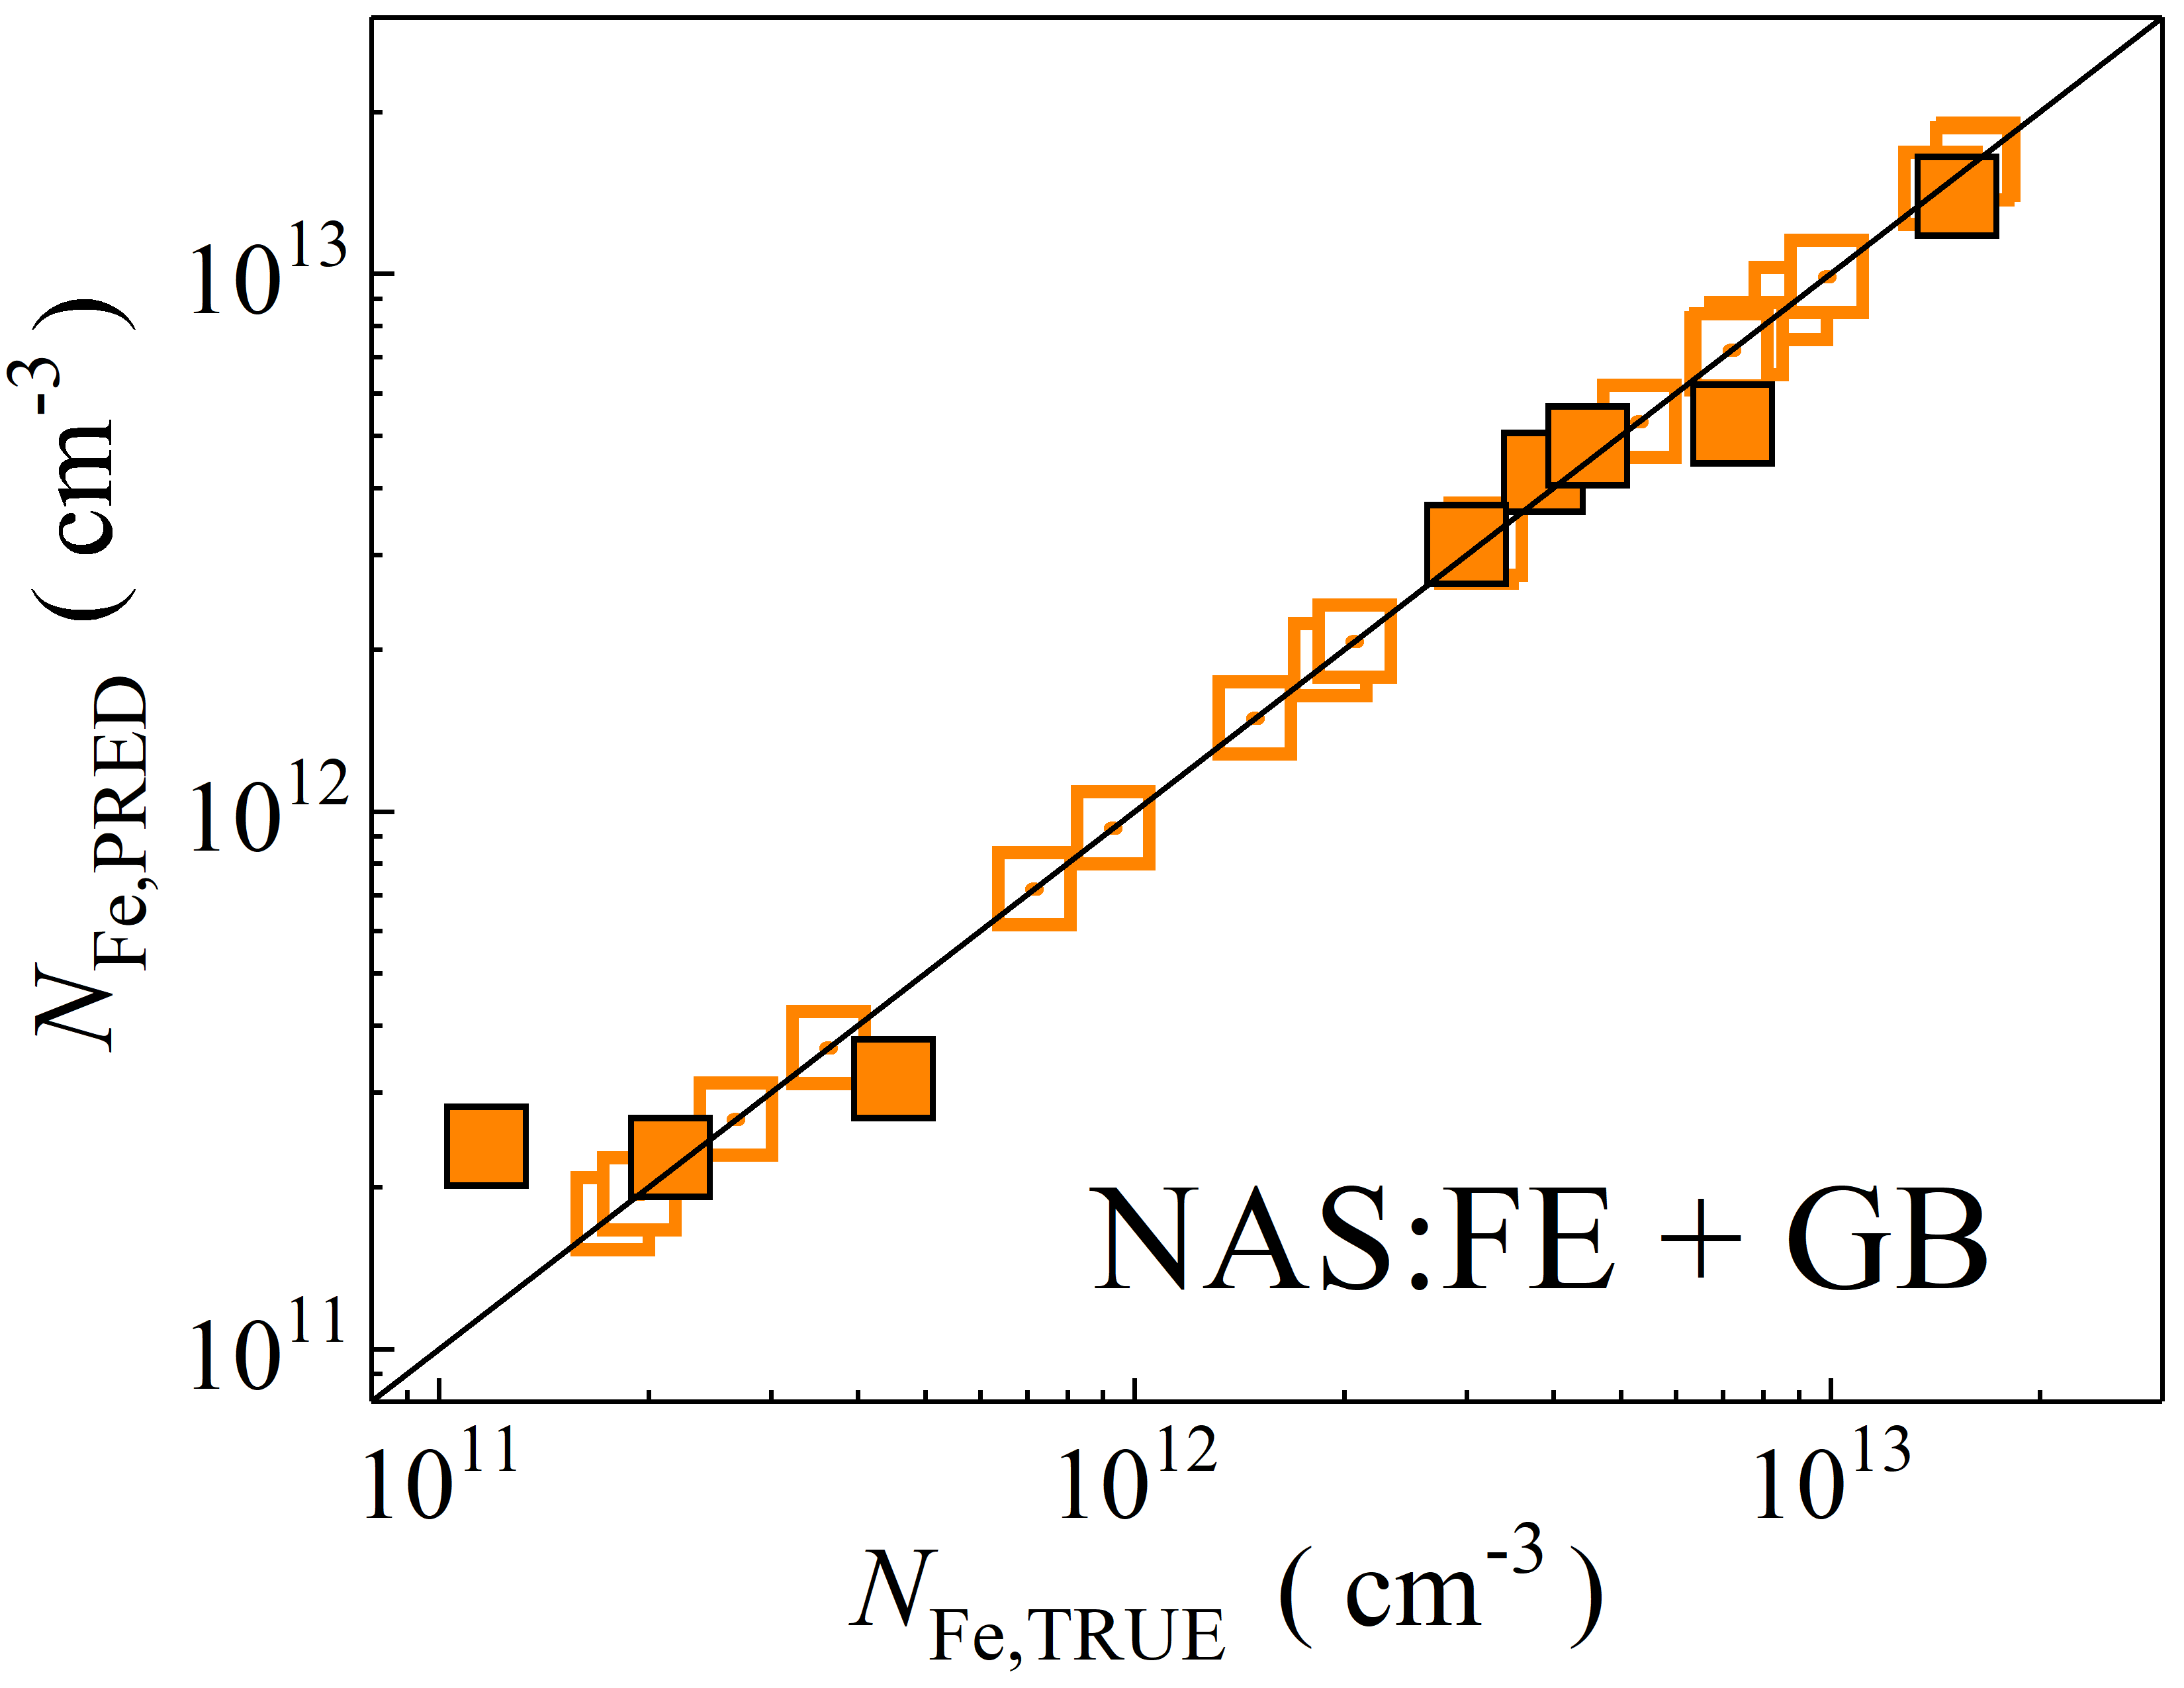 N_Fe,PRED ( cm^-3 )
10^13
10^12
10^11
NAS:FE + GB
10^11 10^12 10^13
N_Fe,TRUE ( cm^-3 )